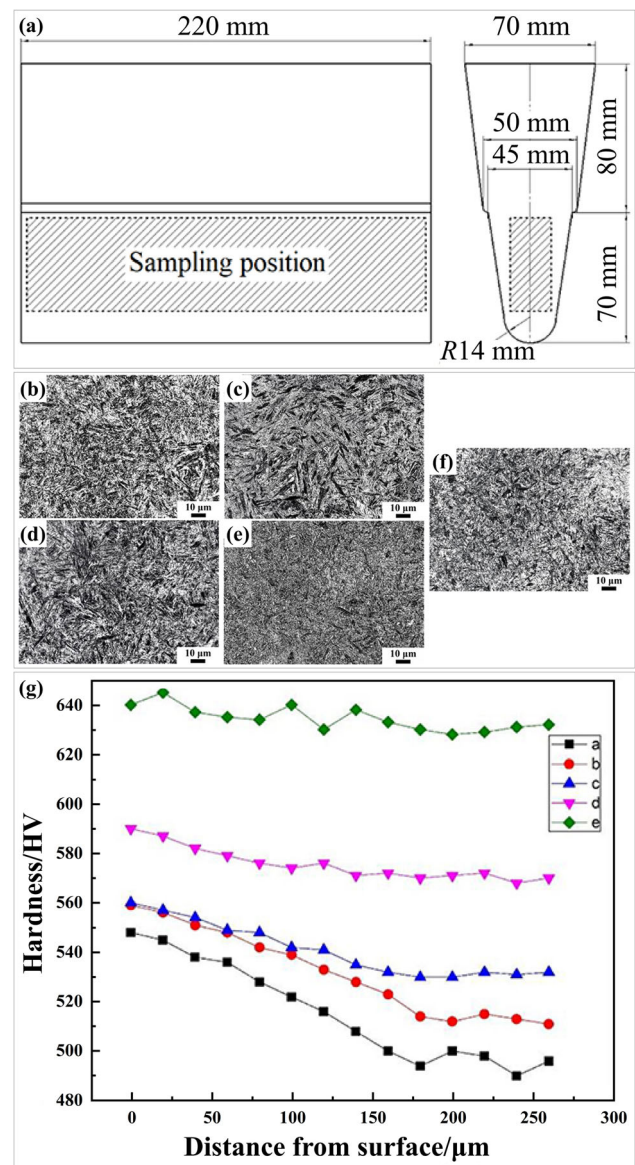 (a)
220 mm
70 mm
50 mm
45 mm
80 mm
70 mm
Sampling position
R14 mm
(b)
10 μm
(c)
10 μm
(d)
10 μm
(e)
10 μm
(f)
10 μm
(g)
640
620
600
580
560
540
520
500
480
Hardness/HV
a
b
c
d
e
0
50
100
150
200
250
300
Distance from surface/μm